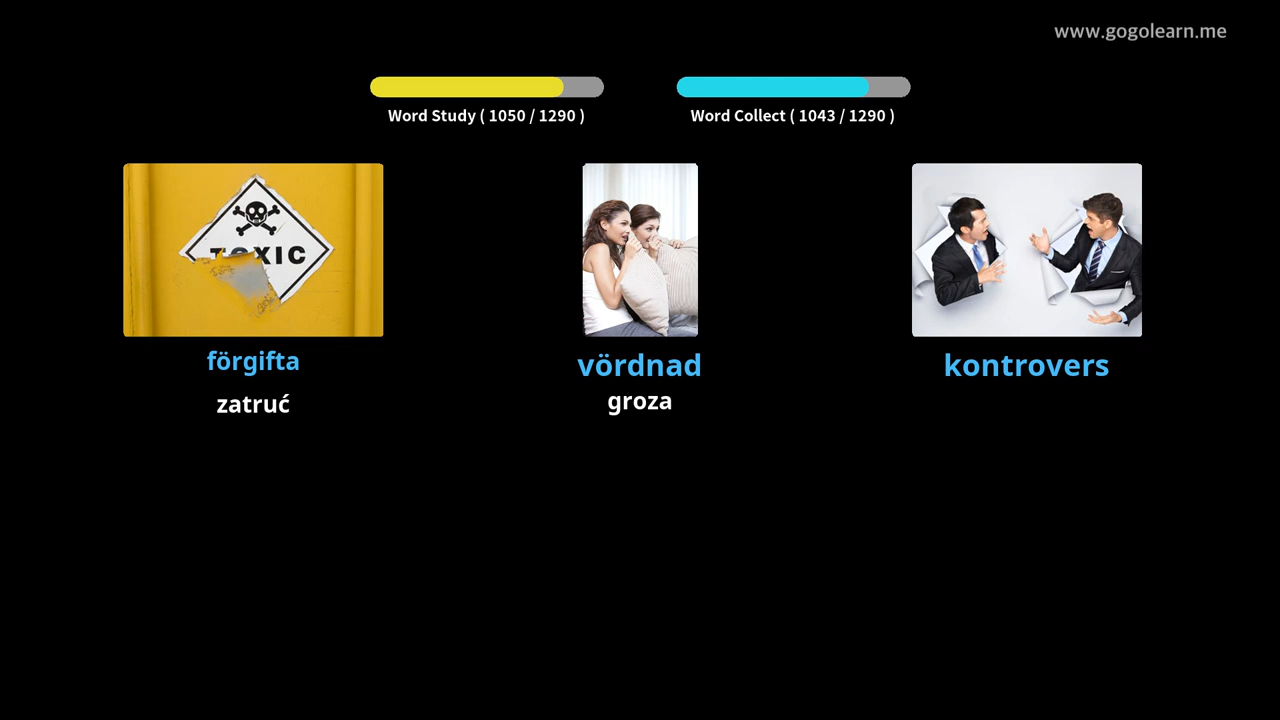 www.gogolearn.me
Word Study ( 1050 / 1290 )
Word Collect ( 1043 / 1290 )
TOXIC
förgifta
vördnad
kontrovers
zatruć
groza